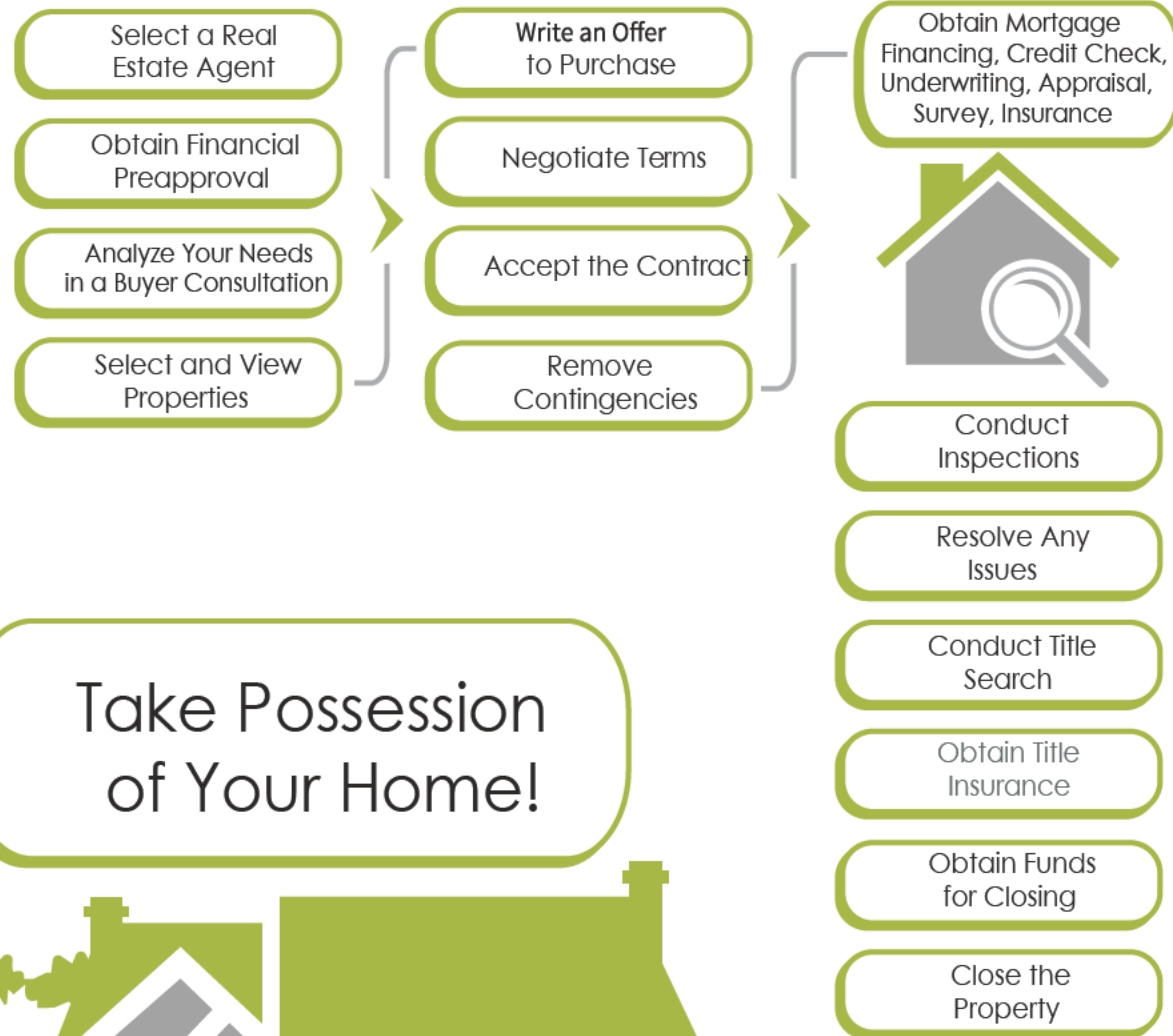 Select a Real
Estate Agent
Obtain Financial
Preapproval
Analyze Your Needs
in a Buyer Consultation
Select and View
Properties
Write an Offer
to Purchase
Negotiate Terms
Accept the Contract
Remove
Contingencies
Obtain Mortgage
Financing, Credit Check,
Underwriting, Appraisal,
Survey, Insurance
Conduct
Inspections
Resolve Any
Issues
Conduct Title
Search
Obtain Title
Insurance
Obtain Funds
for Closing
Close the
Property
Take Possession
of Your Home!